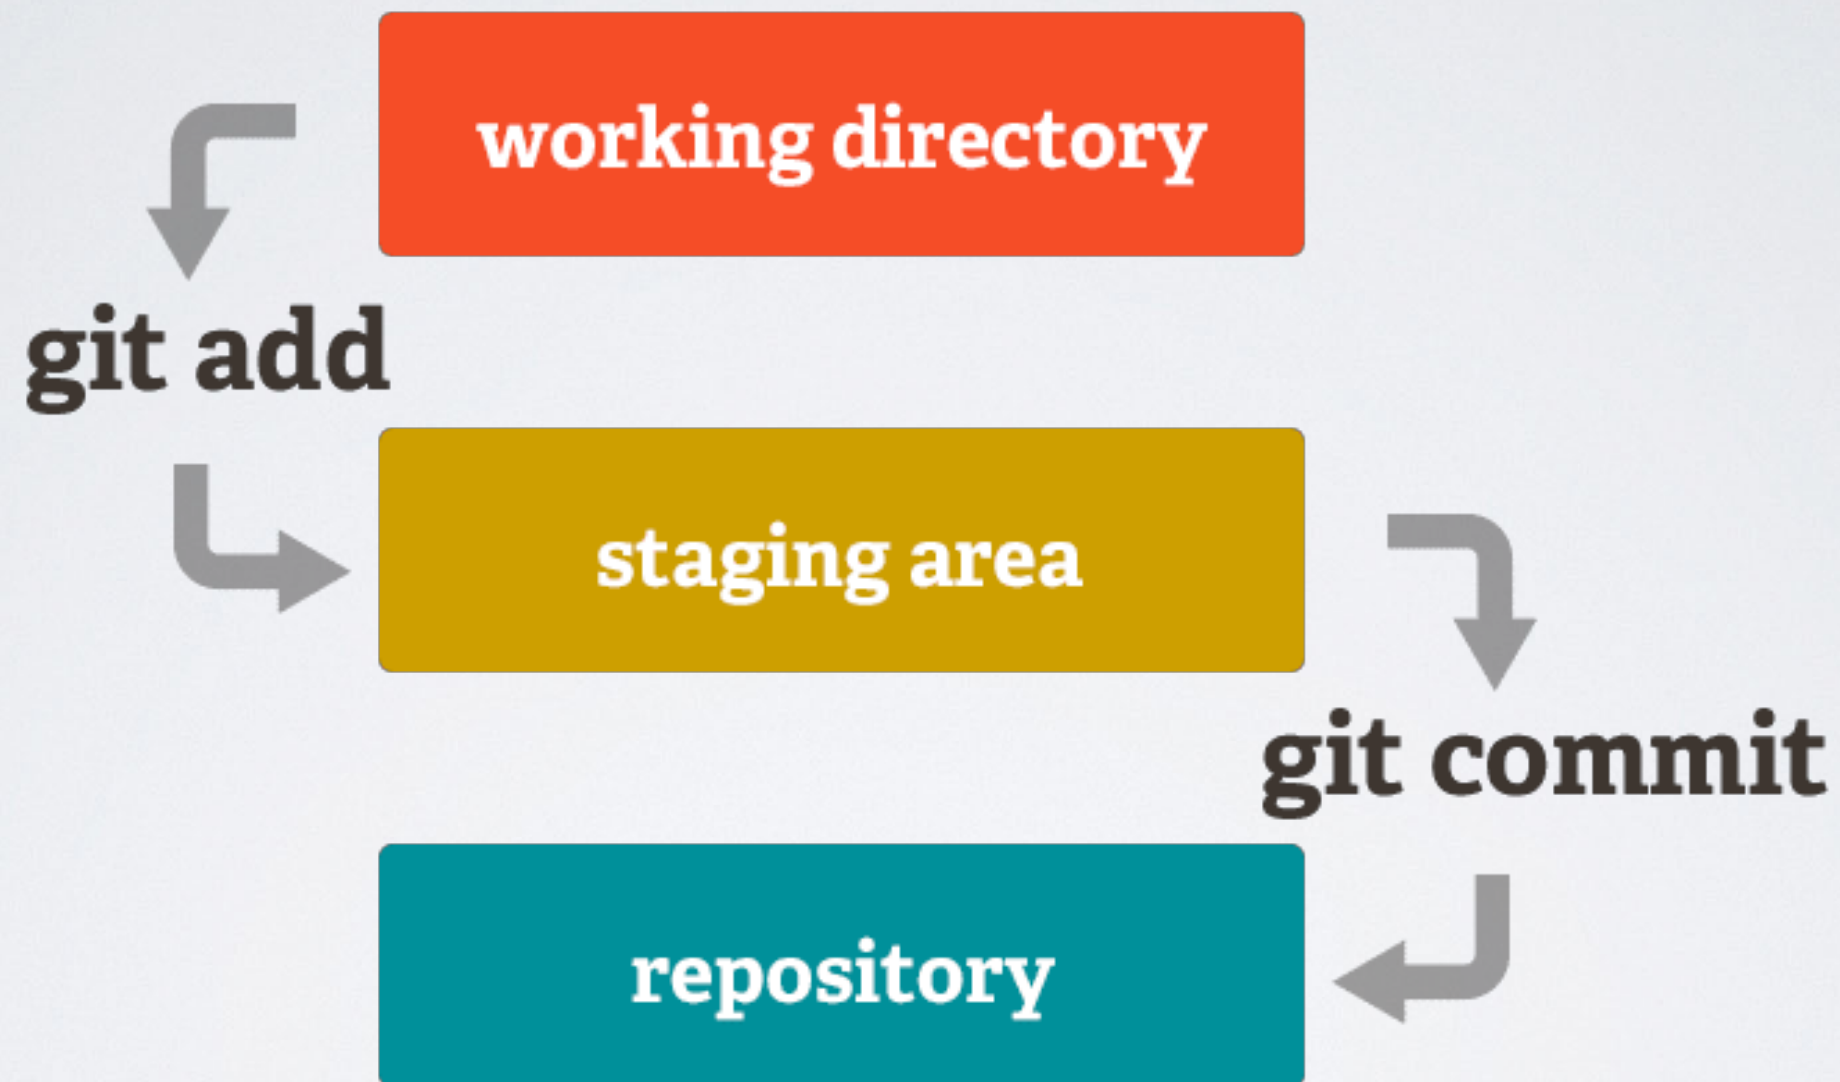 working directory
git add
staging area
git commit
repository